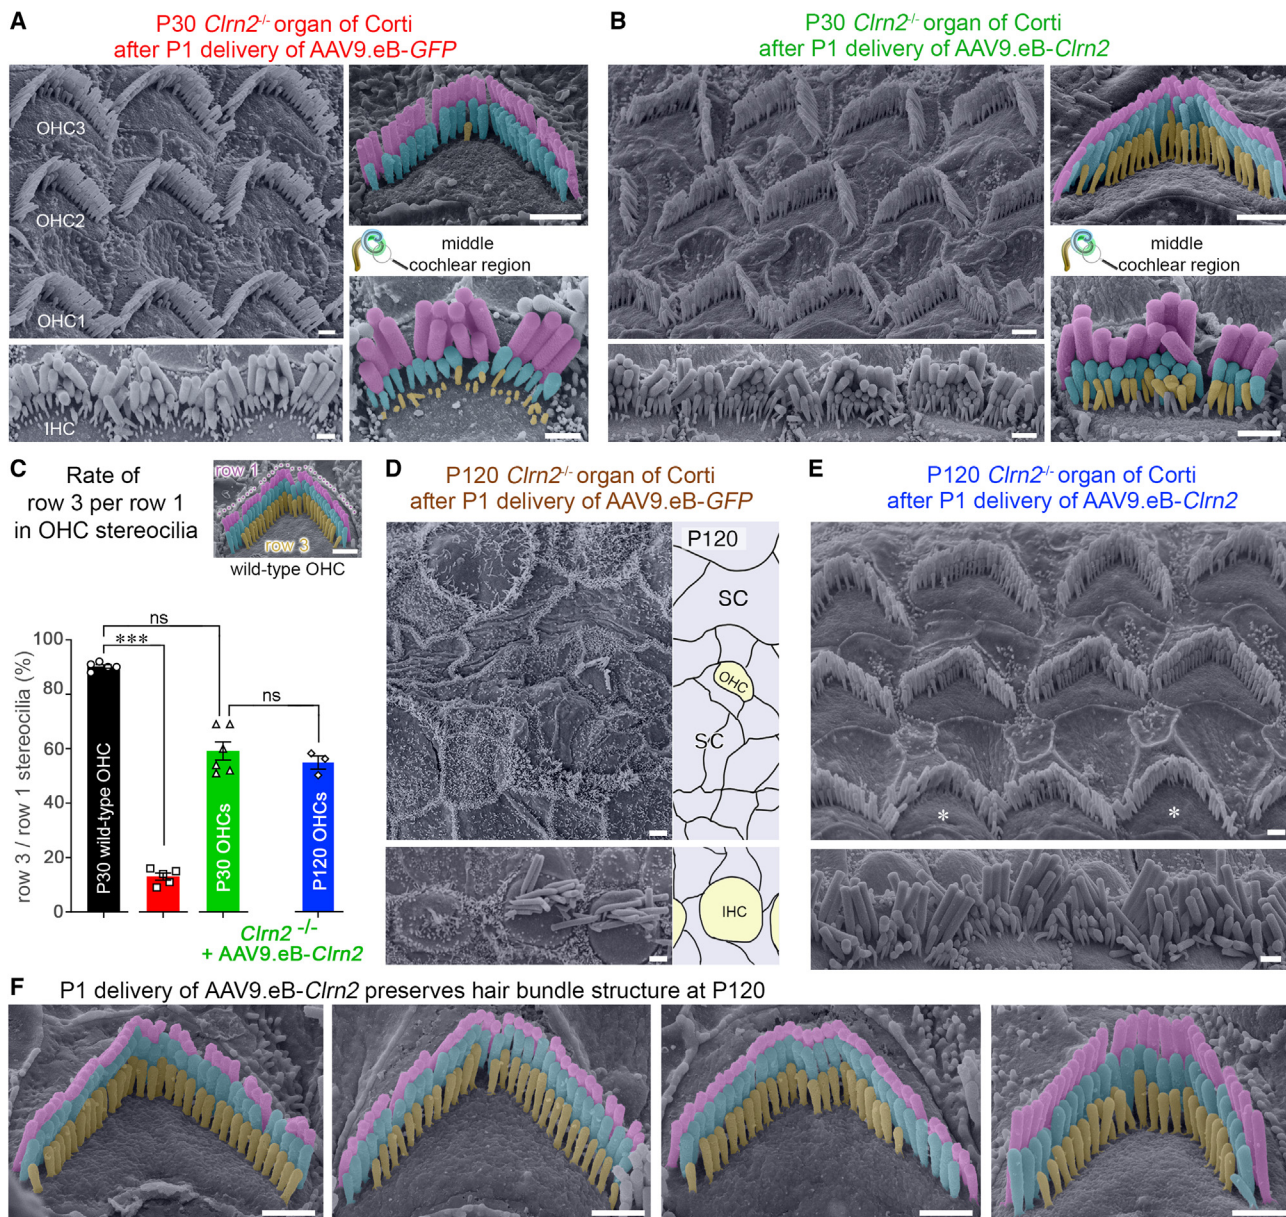 A
P30 Clrn2-/- organ of Corti
after P1 delivery of AAV9.eB-GFP
OHC3
OHC2
OHC1
IHC
middle
cochlear region
B
P30 Clrn2-/- organ of Corti
after P1 delivery of AAV9.eB-Clrn2
middle
cochlear region
C
Rate of
row 3 per row 1
in OHC stereocilia
row 1
row 3
wild-type OHC
ns
***
ns
row 3 / row 1 stereocilia (%)
100
80
60
40
20
0
P30 wild-type OHC
P30 OHCs
P120 OHCs
Clrn2 -/-
+ AAV9.eB-Clrn2
D
P120 Clrn2-/- organ of Corti
after P1 delivery of AAV9.eB-GFP
P120
SC
OHC
SC
IHC
E
P120 Clrn2-/- organ of Corti
after P1 delivery of AAV9.eB-Clrn2
*
*
F
P1 delivery of AAV9.eB-Clrn2 preserves hair bundle structure at P120